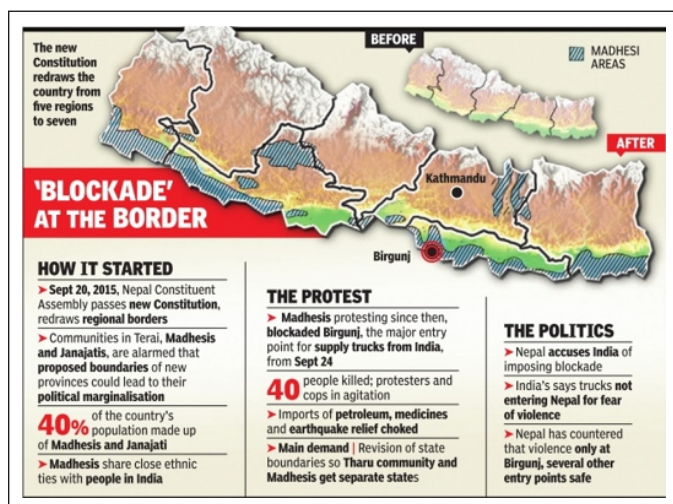 The new
Constitution
redraws the
country from
five regions
to seven
BEFORE
MADHESI
AREAS
AFTER
Kathmandu
Birgunj
'BLOCKADE'
AT THE BORDER
HOW IT STARTED
➤ Sept 20, 2015, Nepal Constituent
Assembly passes new Constitution,
redraws regional borders
➤ Communities in Terai, Madhesis
and Janajatis, are alarmed that
proposed boundaries of new
provinces could lead to their
political marginalisation
40% of the country's
population made up
of Madhesis and Janajati
➤ Madhesis share close ethnic
ties with people in India
THE PROTEST
➤ Madhesis protesting since then,
blockaded Birgunj, the major entry
point for supply trucks from India,
from Sept 24
40 people killed; protesters and
cops in agitation
➤ Imports of petroleum, medicines
and earthquake relief choked
➤ Main demand | Revision of state
boundaries so Tharu community and
Madhesis get separate states
THE POLITICS
➤ Nepal accuses India of
imposing blockade
➤ India's says trucks not
entering Nepal for fear
of violence
➤ Nepal has countered
that violence only at
Birgunj, several other
entry points safe